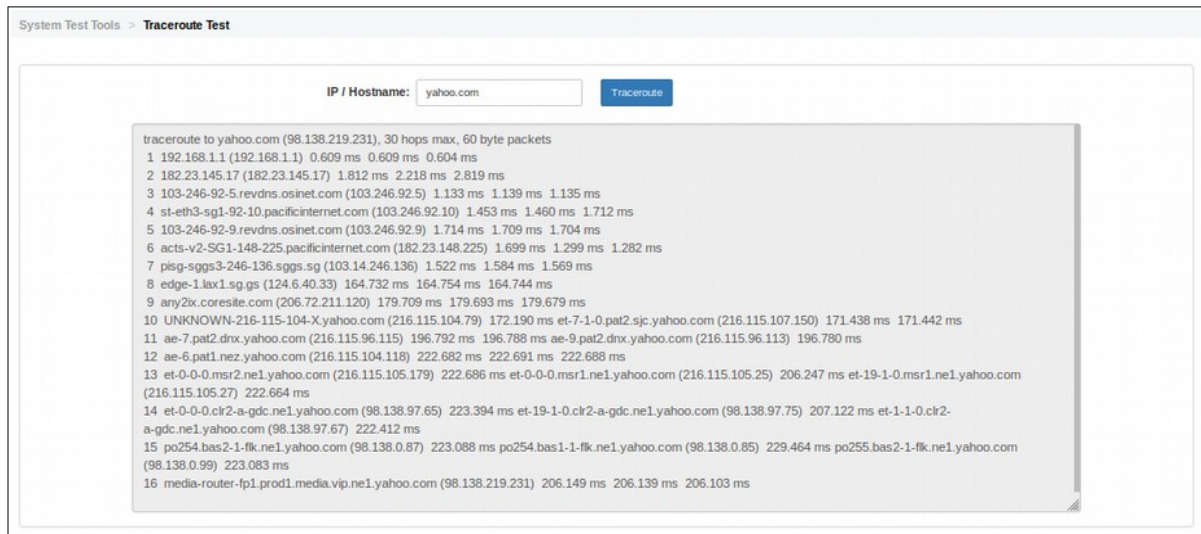 System Test Tools > Traceroute Test
IP / Hostname: yahoo.com Traceroute
traceroute to yahoo.com (98.138.219.231), 30 hops max, 60 byte packets
1 192.168.1.1 (192.168.1.1) 0.609 ms 0.609 ms 0.604 ms
2 182.23.145.17 (182.23.145.17) 1.812 ms 2.218 ms 2.819 ms
3 103-246-92-5.revdns.osinet.com (103.246.92.5) 1.133 ms 1.139 ms 1.135 ms
4 st-eth3-sg1-92-10.pacificinternet.com (103.246.92.10) 1.453 ms 1.460 ms 1.712 ms
5 103-246-92-9.revdns.osinet.com (103.246.92.9) 1.714 ms 1.709 ms 1.704 ms
6 acts-v2-SG1-148-225.pacificinternet.com (182.23.148.225) 1.699 ms 1.299 ms 1.282 ms
7 pisg-sggs3-246-136.sggs.sg (103.14.246.136) 1.522 ms 1.584 ms 1.569 ms
8 edge-1.lax1.sg.gs (124.6.40.33) 164.732 ms 164.754 ms 164.744 ms
9 any2ix.coresite.com (206.72.211.120) 179.709 ms 179.693 ms 179.679 ms
10 UNKNOWN-216-115-104-X.yahoo.com (216.115.104.79) 172.190 ms et-7-1-0.pat2.sjc.yahoo.com (216.115.107.150) 171.438 ms 171.442 ms
11 ae-7.pat2.dnx.yahoo.com (216.115.96.115) 196.792 ms 196.788 ms ae-9.pat2.dnx.yahoo.com (216.115.96.113) 196.780 ms
12 ae-6.pat1.nez.yahoo.com (216.115.104.118) 222.682 ms 222.691 ms 222.688 ms
13 et-0-0-0.msr2.ne1.yahoo.com (216.115.105.179) 222.686 ms et-0-0-0.msr1.ne1.yahoo.com (216.115.105.25) 206.247 ms et-19-1-0.msr1.ne1.yahoo.com
(216.115.105.27) 222.664 ms
14 et-0-0-0.clr2-a-gdc.ne1.yahoo.com (98.138.97.65) 223.394 ms et-19-1-0.clr2-a-gdc.ne1.yahoo.com (98.138.97.75) 207.122 ms et-1-1-0.clr2-
a-gdc.ne1.yahoo.com (98.138.97.67) 222.412 ms
15 po254.bas2-1-flk.ne1.yahoo.com (98.138.0.87) 223.088 ms po254.bas1-1-flk.ne1.yahoo.com (98.138.0.85) 229.464 ms po255.bas2-1-flk.ne1.yahoo.com
(98.138.0.99) 223.083 ms
16 media-router-fp1.prod1.media.vip.ne1.yahoo.com (98.138.219.231) 206.149 ms 206.139 ms 206.103 ms